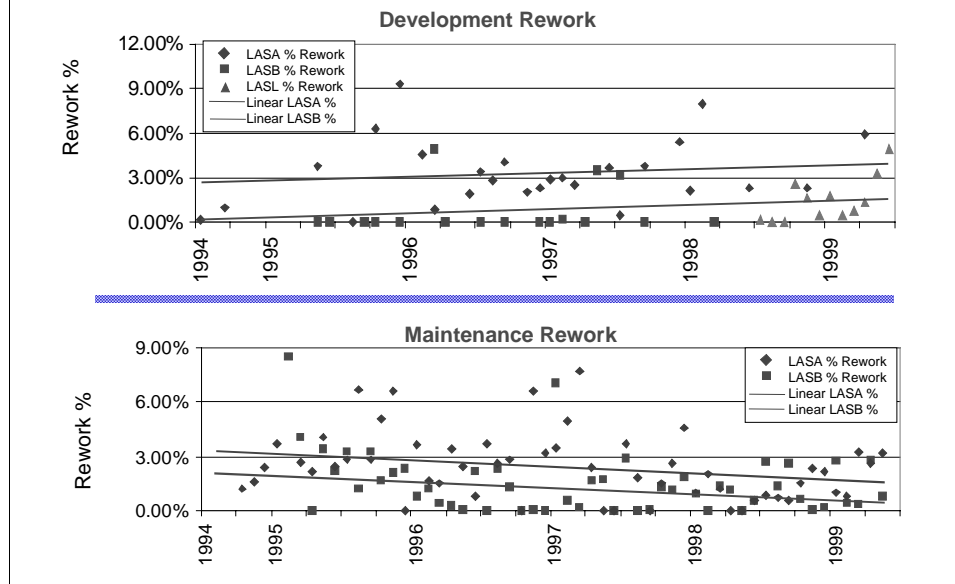 Development Rework
12.00%
9.00%
6.00%
3.00%
0.00%
Rework %
LASA % Rework
LASB % Rework
LASL % Rework
Linear LASA %
Linear LASB %
1994
1995
1996
1997
1998
1999
Maintenance Rework
9.00%
6.00%
3.00%
0.00%
Rework %
LASA % Rework
LASB % Rework
Linear LASA %
Linear LASB %
1994
1995
1996
1997
1998
1999